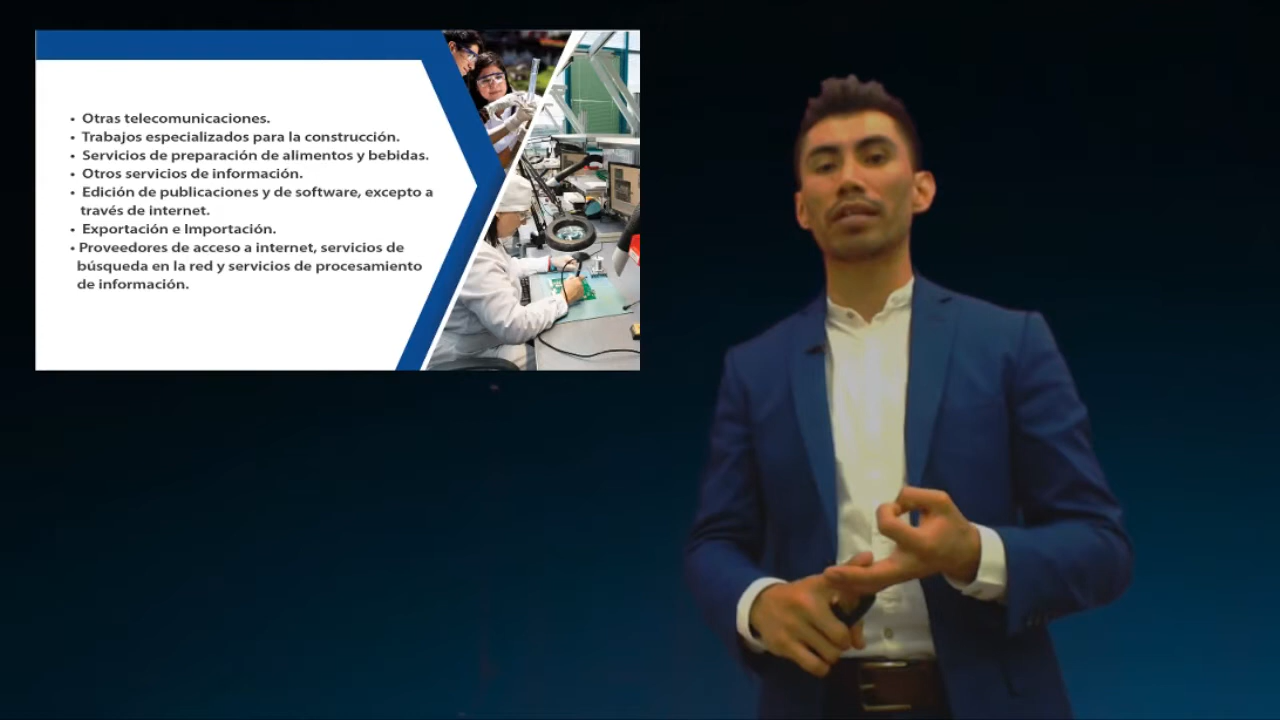 • Otras telecomunicaciones.
• Trabajos especializados para la construcción.
• Servicios de preparación de alimentos y bebidas.
• Otros servicios de información.
• Edición de publicaciones y de software, excepto a
través de internet.
• Exportación e Importación.
• Proveedores de acceso a internet, servicios de
búsqueda en la red y servicios de procesamiento
de información.